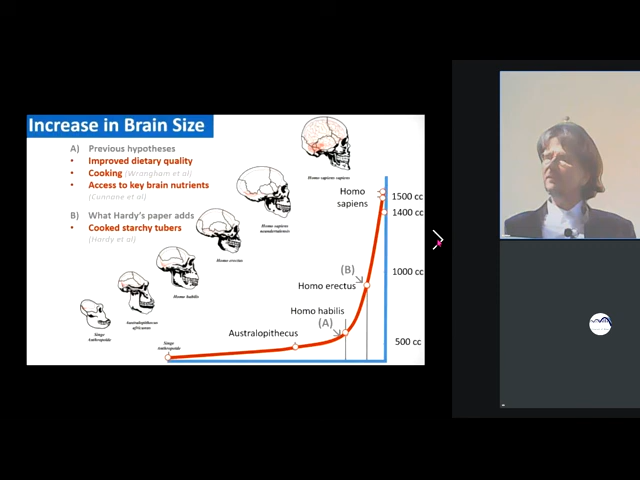 Increase in Brain Size
A) Previous hypotheses
• Improved dietary quality
• Cooking (Wrangham et al)
• Access to key brain nutrients
(Cunnane et al)
B) What Hardy's paper adds
• Cooked starchy tubers
(Hardy et al)
Homo sapiens sapiens
Homo sapiens
neanderthalensis
Homo erectus
Homo habilis
Australopithecus
africanus
Singe
Singe
Homo
sapiens
1500 cc
1400 cc
1000 cc
500 cc
(B)
Homo erectus
Homo habilis
(A)
Australopithecus